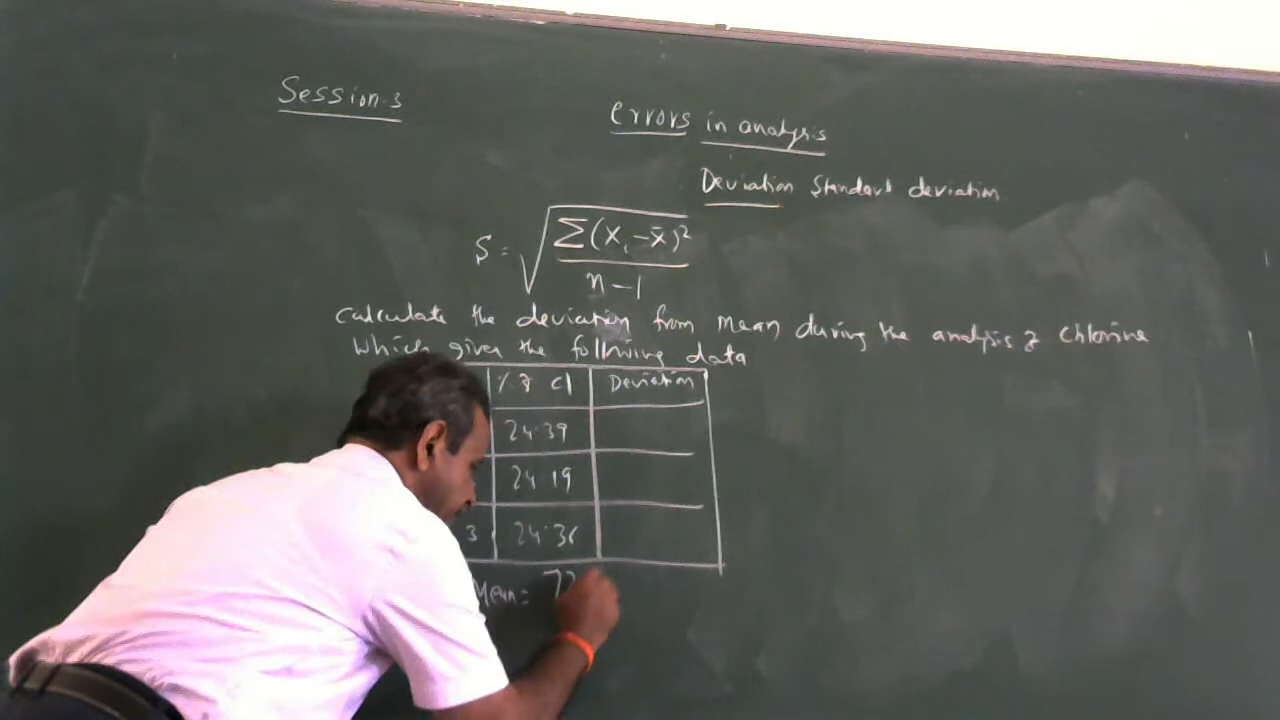 Session.3
Errors in analysis
Deviation Standard deviation.
S = √ Σ(Xi - x̄)²
n - 1
Calculate the deviation from mean during the analysis of Chlorine
Which gives the following data
% of cl Deviation
24.39
24.19
3 24.36
Mean =